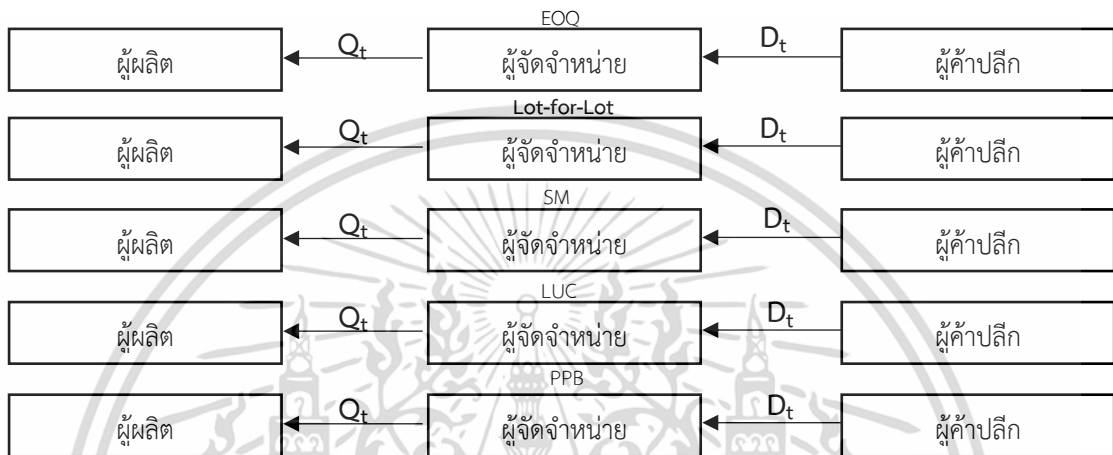 EOQ
ผู้ผลิต Qt ผู้จัดจำหน่าย Dt ผู้ค้าปลีก
Lot-for-Lot
ผู้ผลิต Qt ผู้จัดจำหน่าย Dt ผู้ค้าปลีก
SM
ผู้ผลิต Qt ผู้จัดจำหน่าย Dt ผู้ค้าปลีก
LUC
ผู้ผลิต Qt ผู้จัดจำหน่าย Dt ผู้ค้าปลีก
PPB
ผู้ผลิต Qt ผู้จัดจำหน่าย Dt ผู้ค้าปลีก